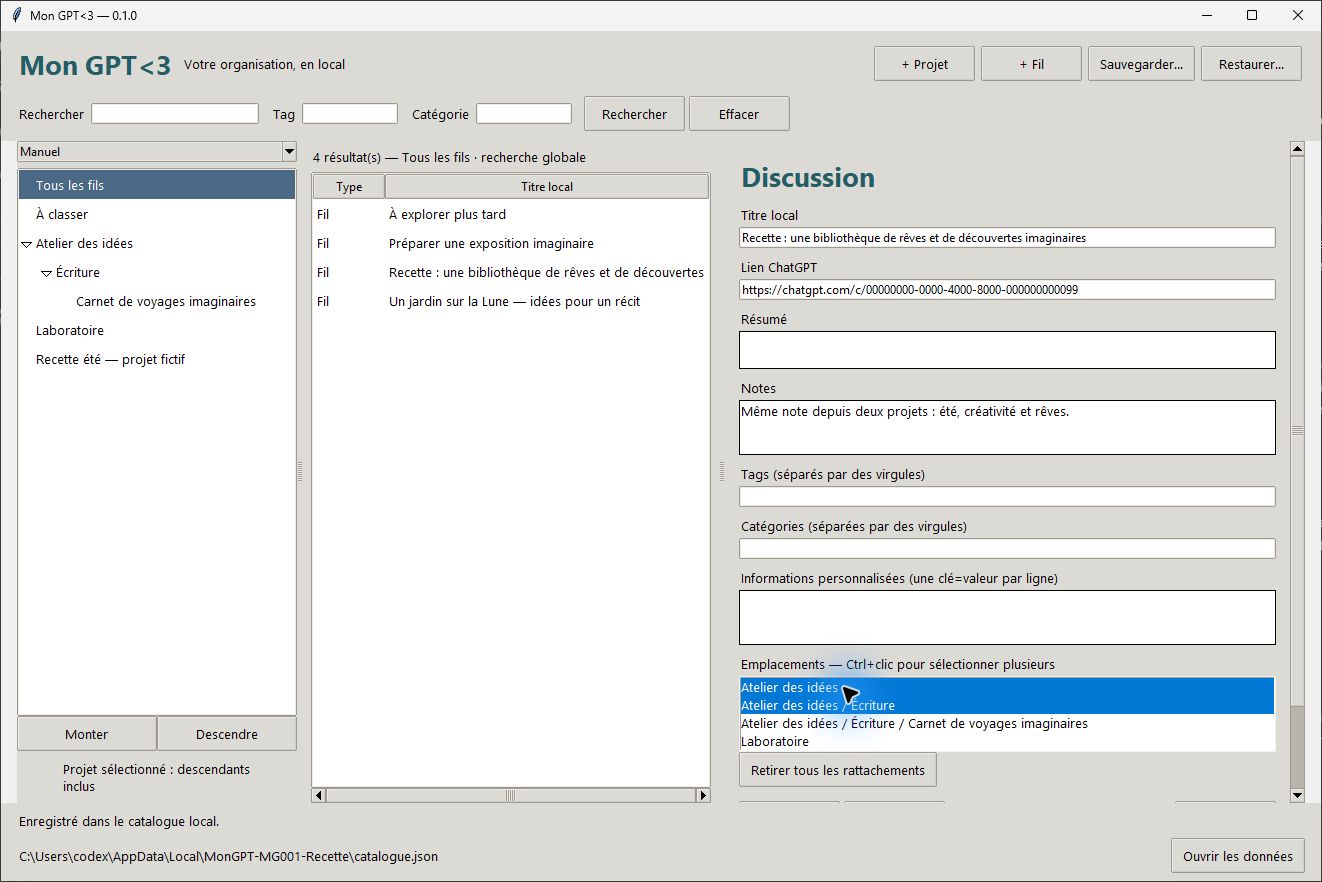 Mon GPT<3 — 0.1.0
Mon GPT<3 Votre organisation, en local
+ Projet
+ Fil
Sauvegarder...
Restaurer...
Rechercher
Tag
Catégorie
Rechercher
Effacer
Manuel
Tous les fils
À classer
Atelier des idées
Écriture
Carnet de voyages imaginaires
Laboratoire
Recette été — projet fictif
Monter
Descendre
Projet sélectionné : descendants
inclus
4 résultat(s) — Tous les fils · recherche globale
Type
Titre local
Fil À explorer plus tard
Fil Préparer une exposition imaginaire
Fil Recette : une bibliothèque de rêves et de découvertes
Fil Un jardin sur la Lune — idées pour un récit
Discussion
Titre local
Recette : une bibliothèque de rêves et de découvertes imaginaires
Lien ChatGPT
https://chatgpt.com/c/00000000-0000-4000-8000-000000000099
Résumé
Notes
Même note depuis deux projets : été, créativité et rêves.
Tags (séparés par des virgules)
Catégories (séparées par des virgules)
Informations personnalisées (une clé=valeur par ligne)
Emplacements — Ctrl+clic pour sélectionner plusieurs
Atelier des idées
Atelier des idées / Écriture
Atelier des idées / Écriture / Carnet de voyages imaginaires
Laboratoire
Retirer tous les rattachements
Enregistré dans le catalogue local.
C:\Users\codex\AppData\Local\MonGPT-MG001-Recette\catalogue.json
Ouvrir les données